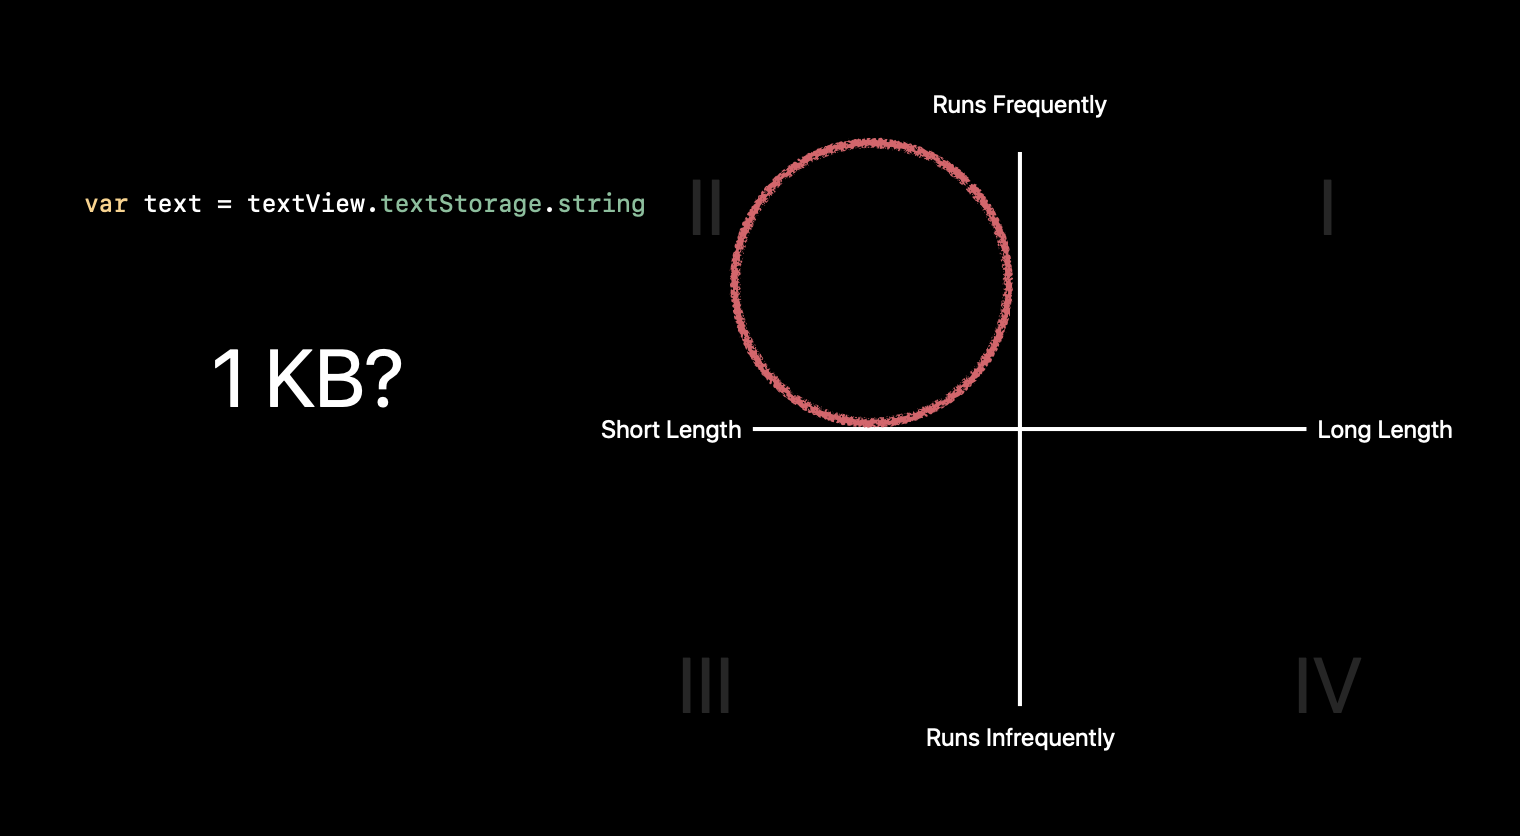 Runs Frequently
II
I
var text = textView.textStorage.string
1 KB?
Short Length
Long Length
III
IV
Runs Infrequently